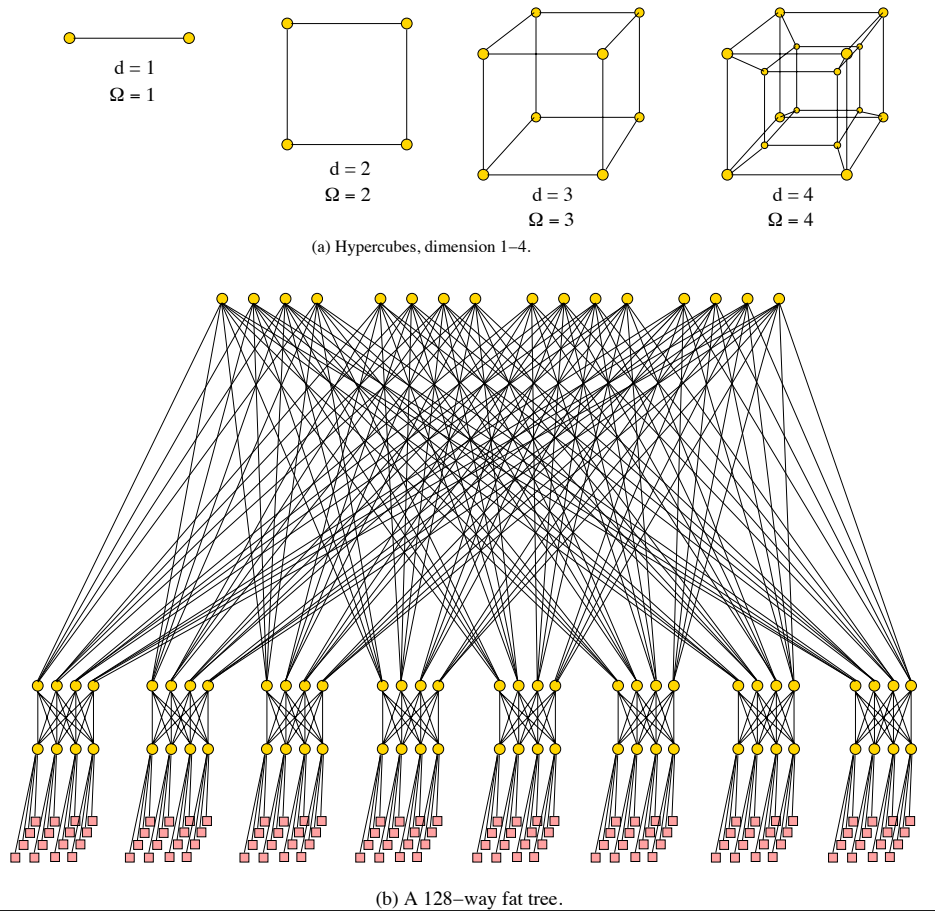 d = 1
Ω = 1
d = 2
Ω = 2
d = 3
Ω = 3
d = 4
Ω = 4
(a) Hypercubes, dimension 1–4.
(b) A 128–way fat tree.